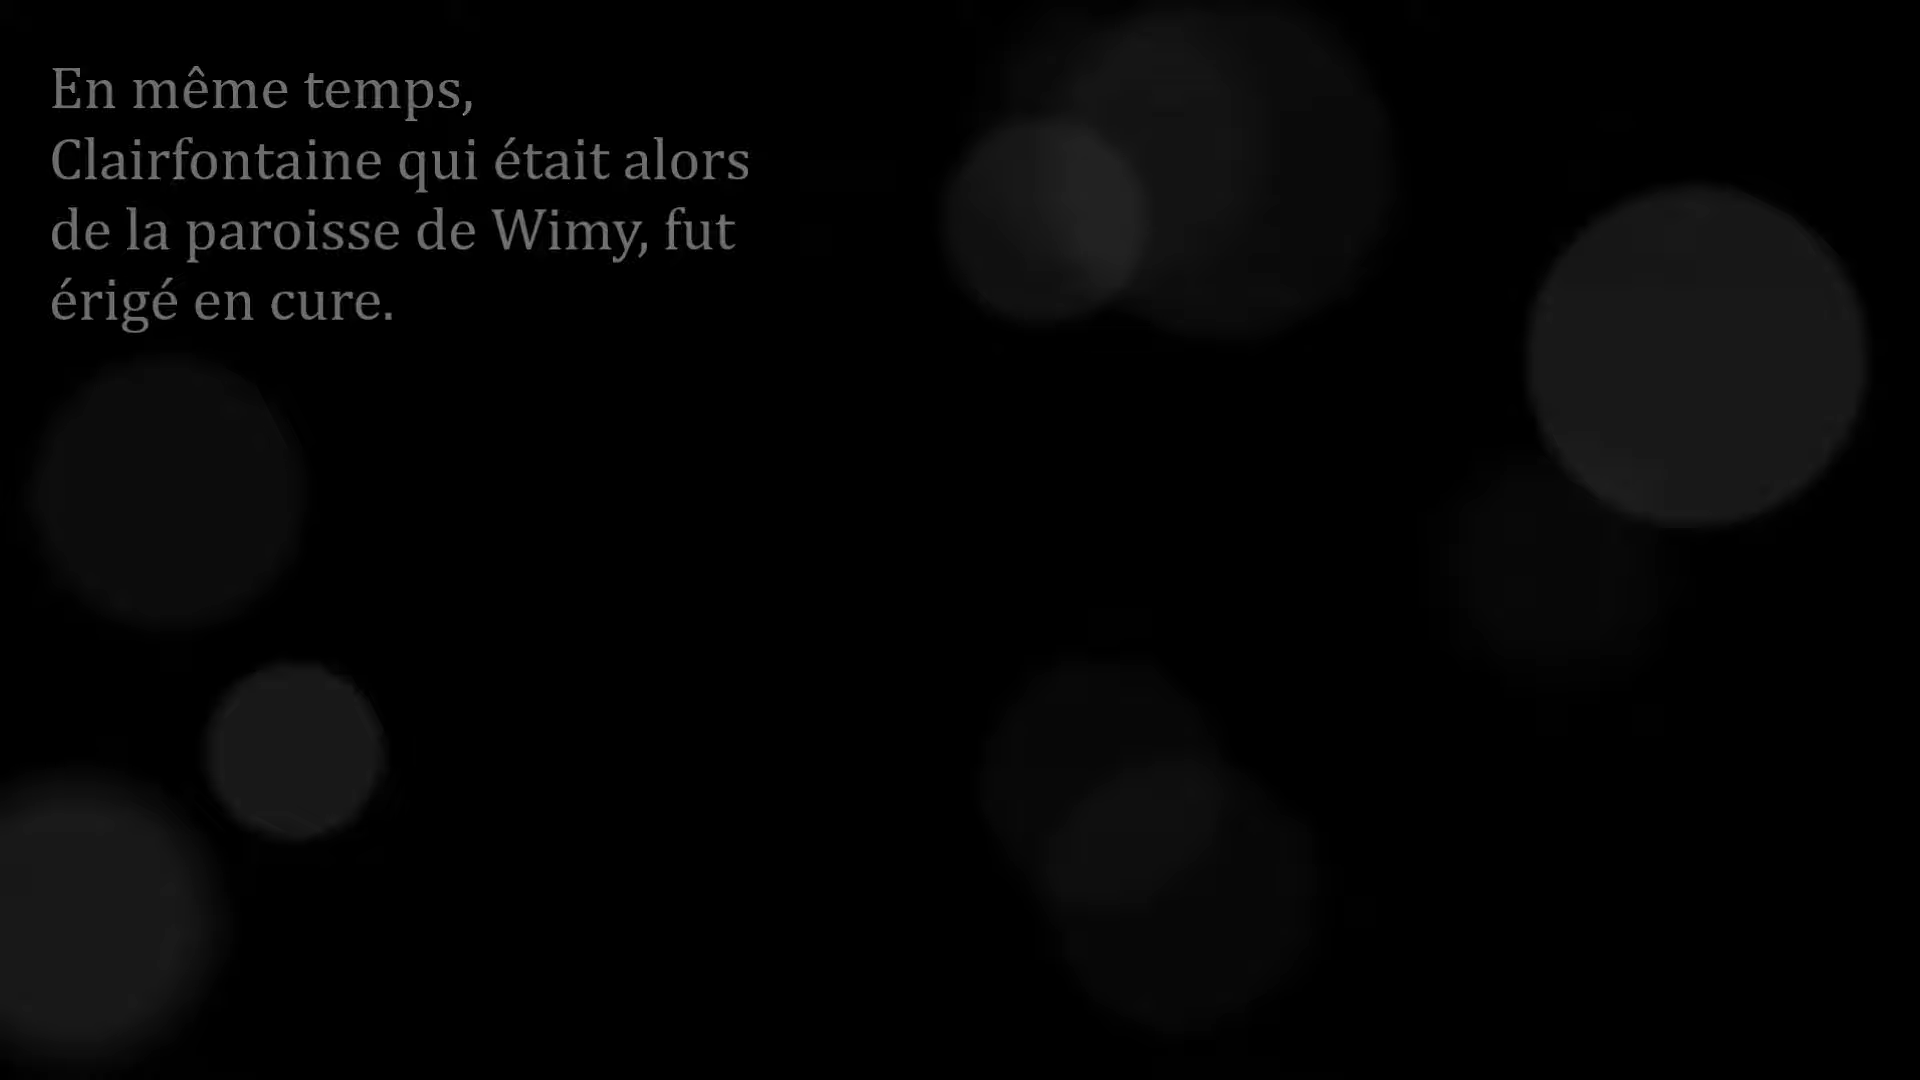 En même temps,
Clairfontaine qui était alors
de la paroisse de Wimy, fut
érigé en cure.